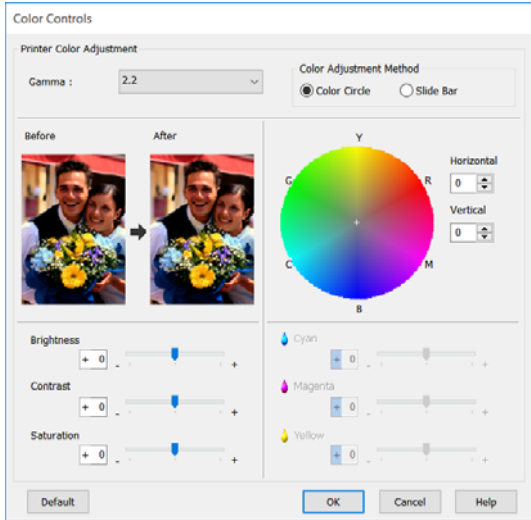 Color Controls
Printer Color Adjustment
Gamma : 2.2
Color Adjustment Method
Color Circle Slide Bar
Before After
Y
G R
C M
B
Horizontal
0
Vertical
0
Brightness
+ 0 - +
Contrast
+ 0 - +
Saturation
+ 0 - +
Cyan
+ 0 - +
Magenta
+ 0 - +
Yellow
+ 0 - +
Default OK Cancel Help